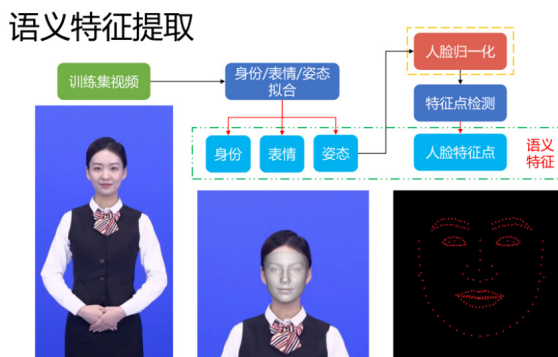 语义特征提取
训练集视频
身份/表情/姿态
拟合
人脸归一化
特征点检测
身份
表情
姿态
人脸特征点
语义
特征